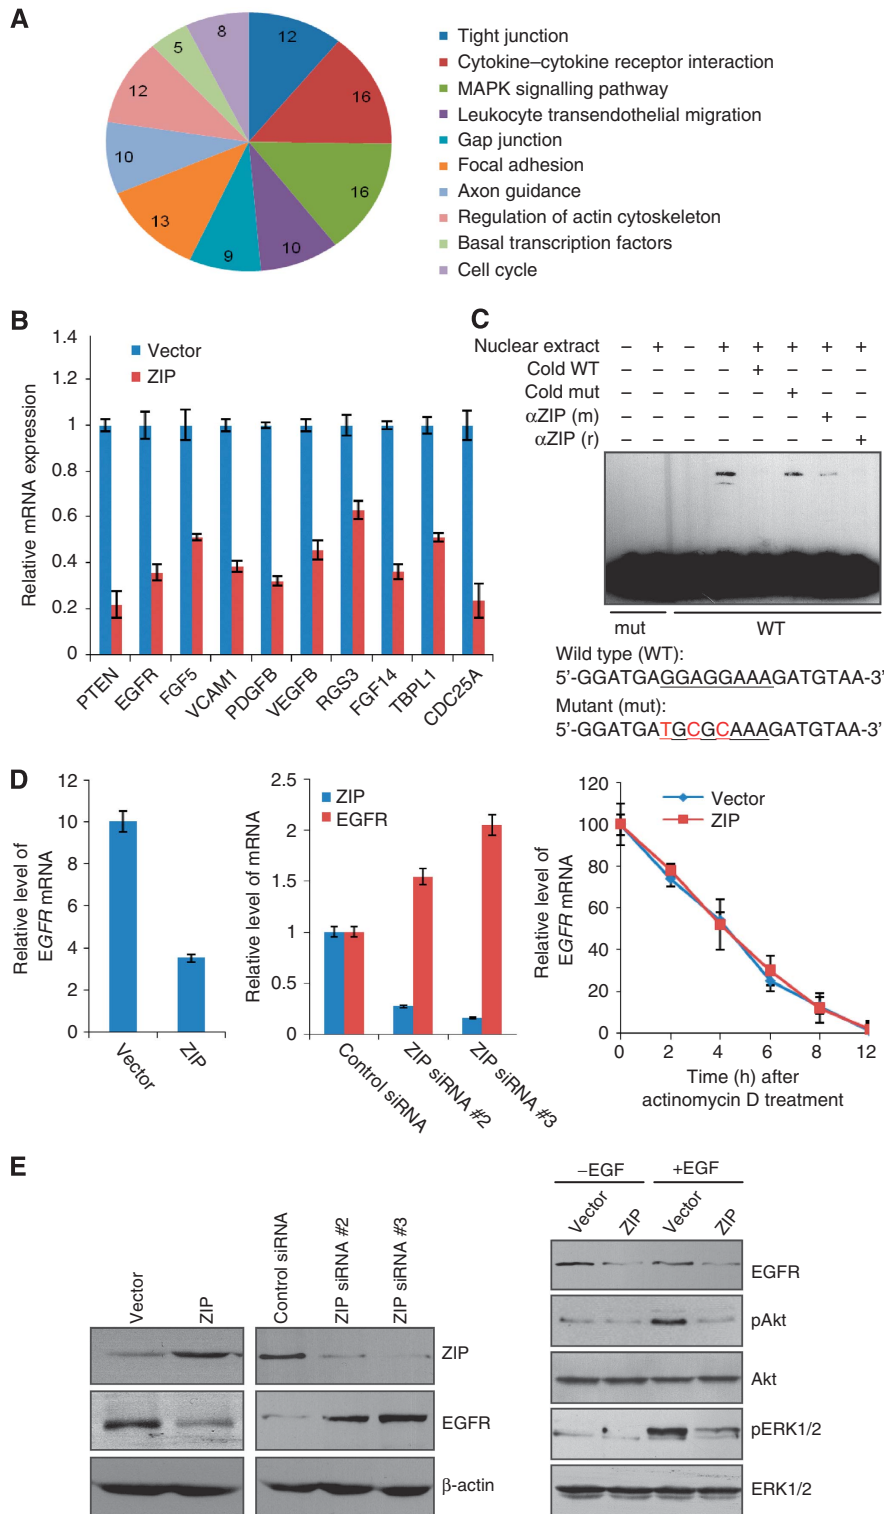 A
12
16
16
10
9
13
10
12
5
8
Tight junction
Cytokine–cytokine receptor interaction
MAPK signalling pathway
Leukocyte transendothelial migration
Gap junction
Focal adhesion
Axon guidance
Regulation of actin cytoskeleton
Basal transcription factors
Cell cycle
B
Relative mRNA expression
1.4
1.2
1
0.8
0.6
0.4
0.2
0
Vector
ZIP
PTEN
EGFR
FGF5
VCAM1
PDGFB
VEGFB
RGS3
FGF14
TBPL1
CDC25A
C
Nuclear extract – + – + + + + +
Cold WT – – – – + – – –
Cold mut – – – – – + – –
αZIP (m) – – – – – – + –
αZIP (r) – – – – – – – +
mut WT
Wild type (WT):
5’-GGATGAGGAGGAAAGATGTAA-3’
Mutant (mut):
5’-GGATGATGCGCAAAGATGTAA-3’
D
Relative level of
EGFR mRNA
12
10
8
6
4
2
0
Vector
ZIP
Relative level of mRNA
2.5
2
1.5
1
0.5
0
ZIP
EGFR
Control siRNA
ZIP siRNA #2
ZIP siRNA #3
Relative level of
EGFR mRNA
120
100
80
60
40
20
0
Vector
ZIP
0 2 4 6 8 12
Time (h) after
actinomycin D treatment
E
Vector
ZIP
Control siRNA
ZIP siRNA #2
ZIP siRNA #3
ZIP
EGFR
β-actin
–EGF +EGF
Vector
ZIP
Vector
ZIP
EGFR
pAkt
Akt
pERK1/2
ERK1/2